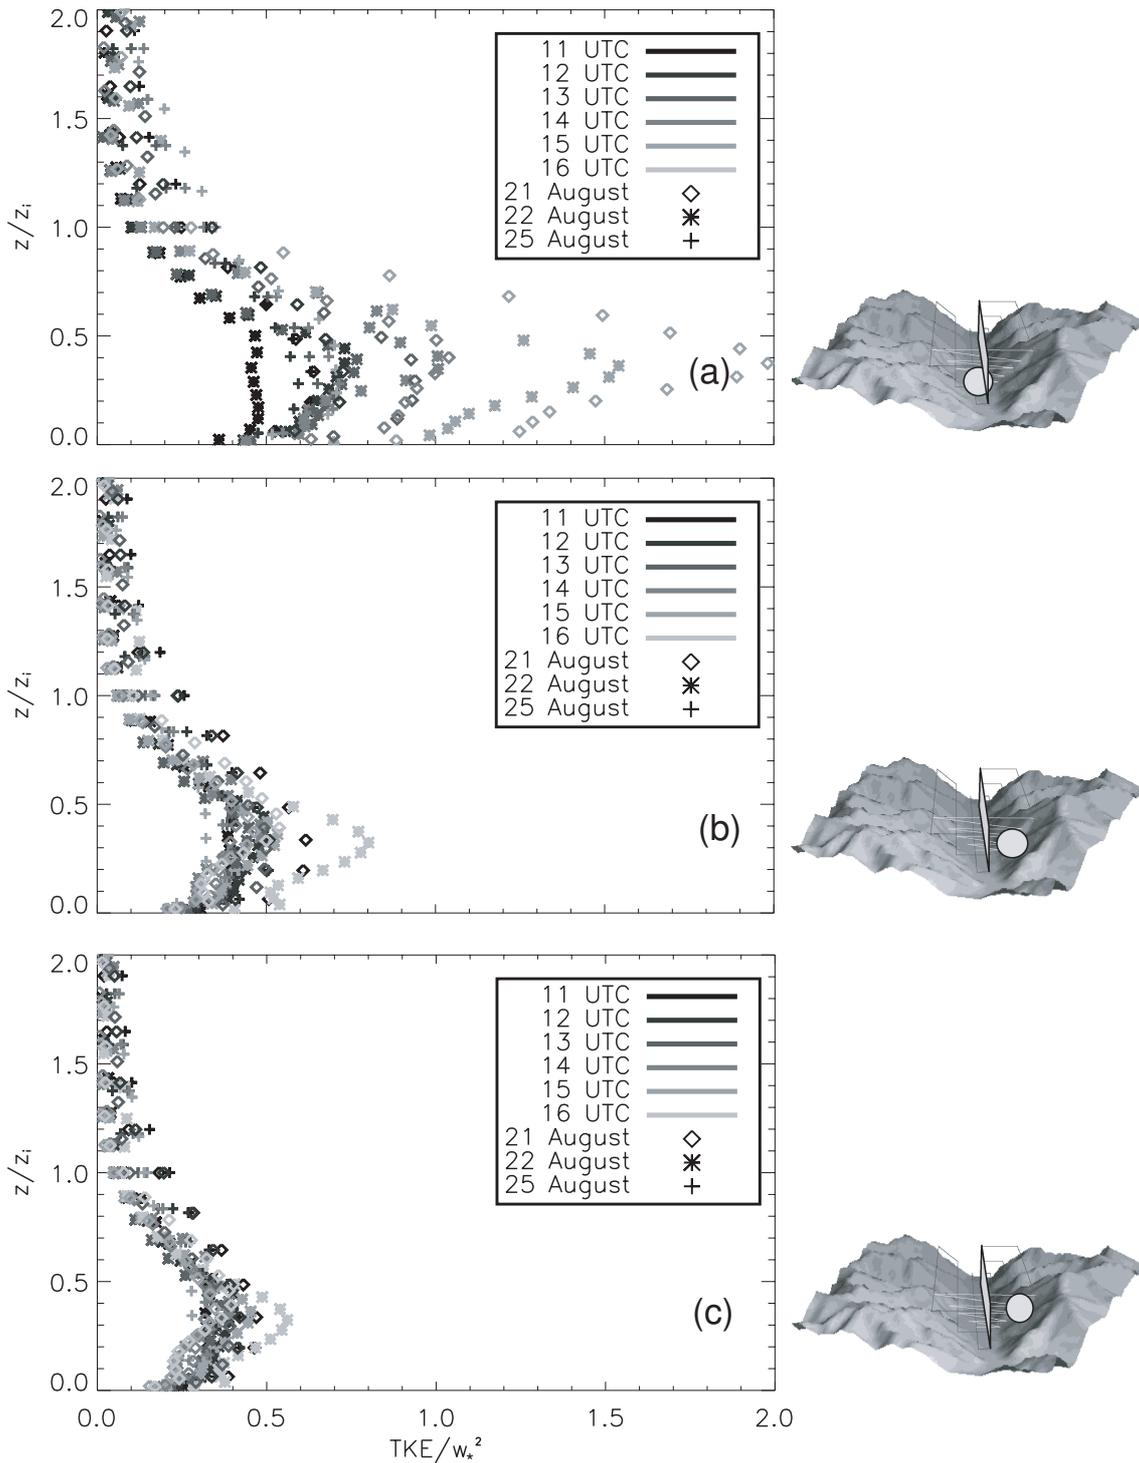 2.0
1.5
1.0
0.5
0.0
z/zᵢ
11 UTC
12 UTC
13 UTC
14 UTC
15 UTC
16 UTC
21 August
22 August
25 August
(a)
2.0
1.5
1.0
0.5
0.0
z/zᵢ
11 UTC
12 UTC
13 UTC
14 UTC
15 UTC
16 UTC
21 August
22 August
25 August
(b)
2.0
1.5
1.0
0.5
0.0
z/zᵢ
11 UTC
12 UTC
13 UTC
14 UTC
15 UTC
16 UTC
21 August
22 August
25 August
(c)
0.0 0.5 1.0 1.5 2.0
TKE/w*²